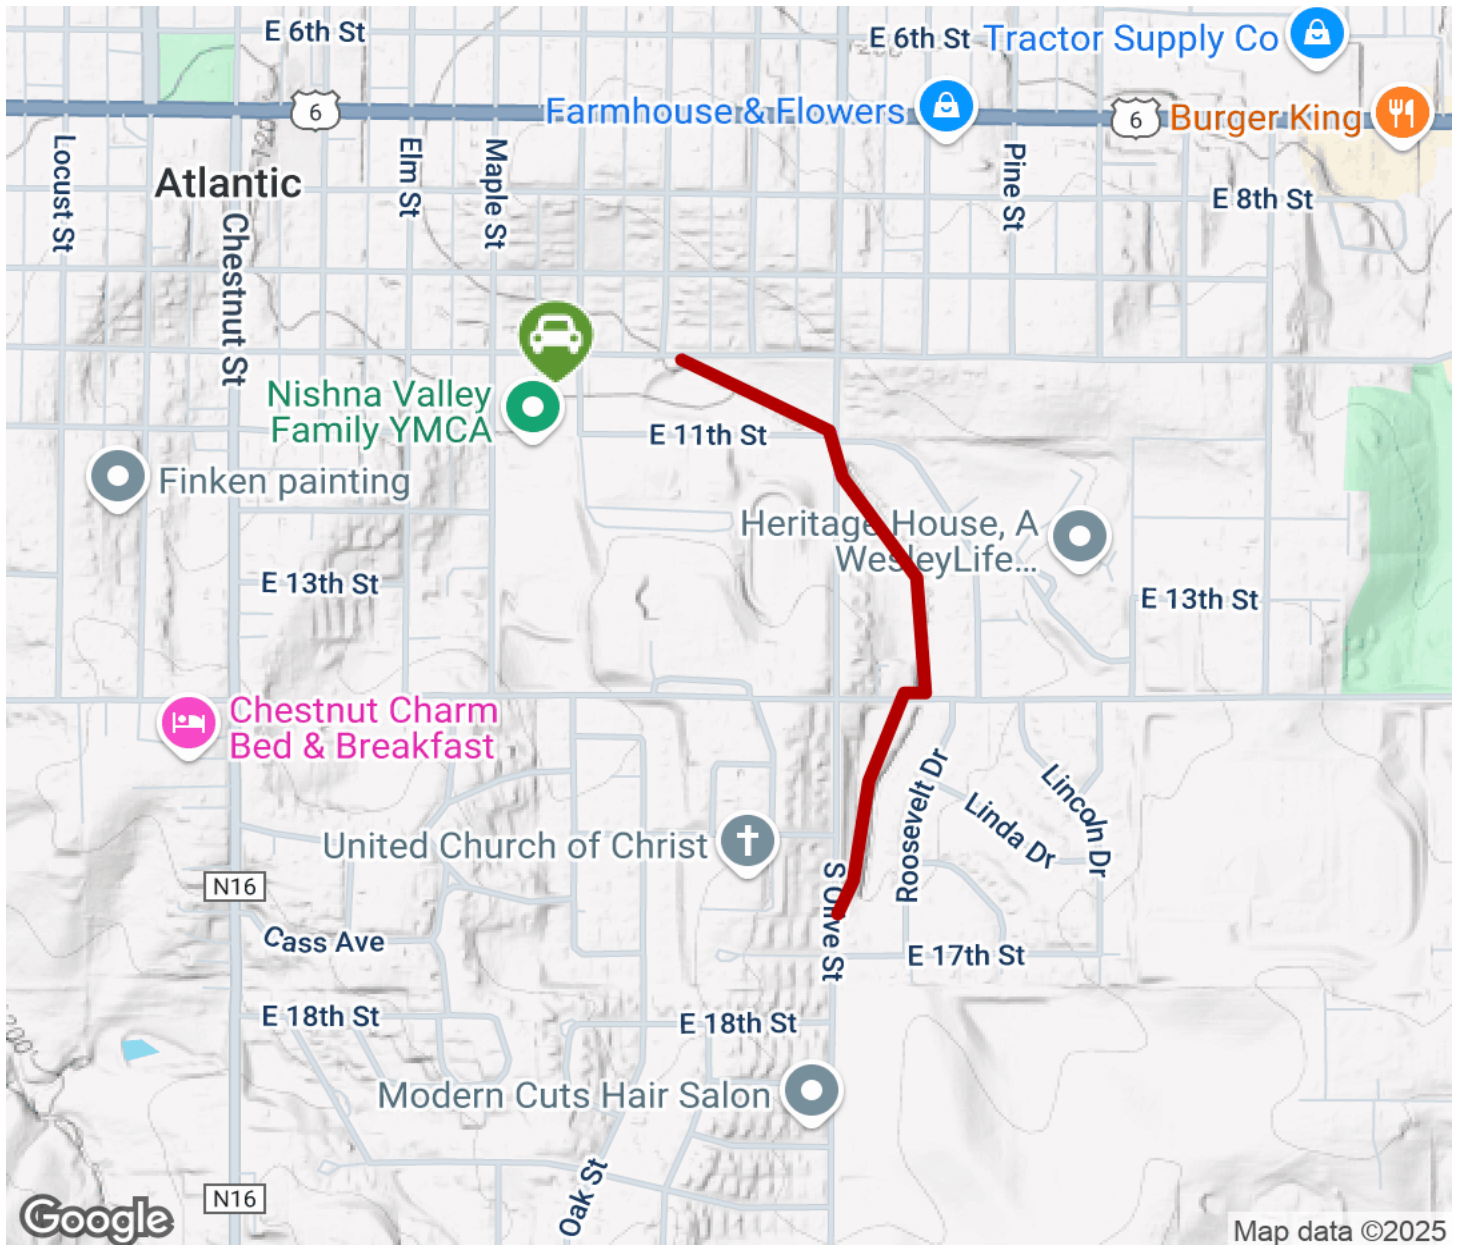 E 6th St
E 6th St
Tractor Supply Co
6
Farmhouse & Flowers
6
Burger King
Locust St
Elm St
Maple St
Pine St
Atlantic
E 8th St
Chestnut St
Nishna Valley
Family YMCA
E 11th St
Finken painting
Heritage House, A
WesleyLife...
E 13th St
E 13th St
Chestnut Charm
Bed & Breakfast
Roosevelt Dr
Linda Dr
Lincoln Dr
United Church of Christ
N16
S Olive St
Cass Ave
E 17th St
E 18th St
E 18th St
Modern Cuts Hair Salon
Oak St
N16
Google
Map data ©2025